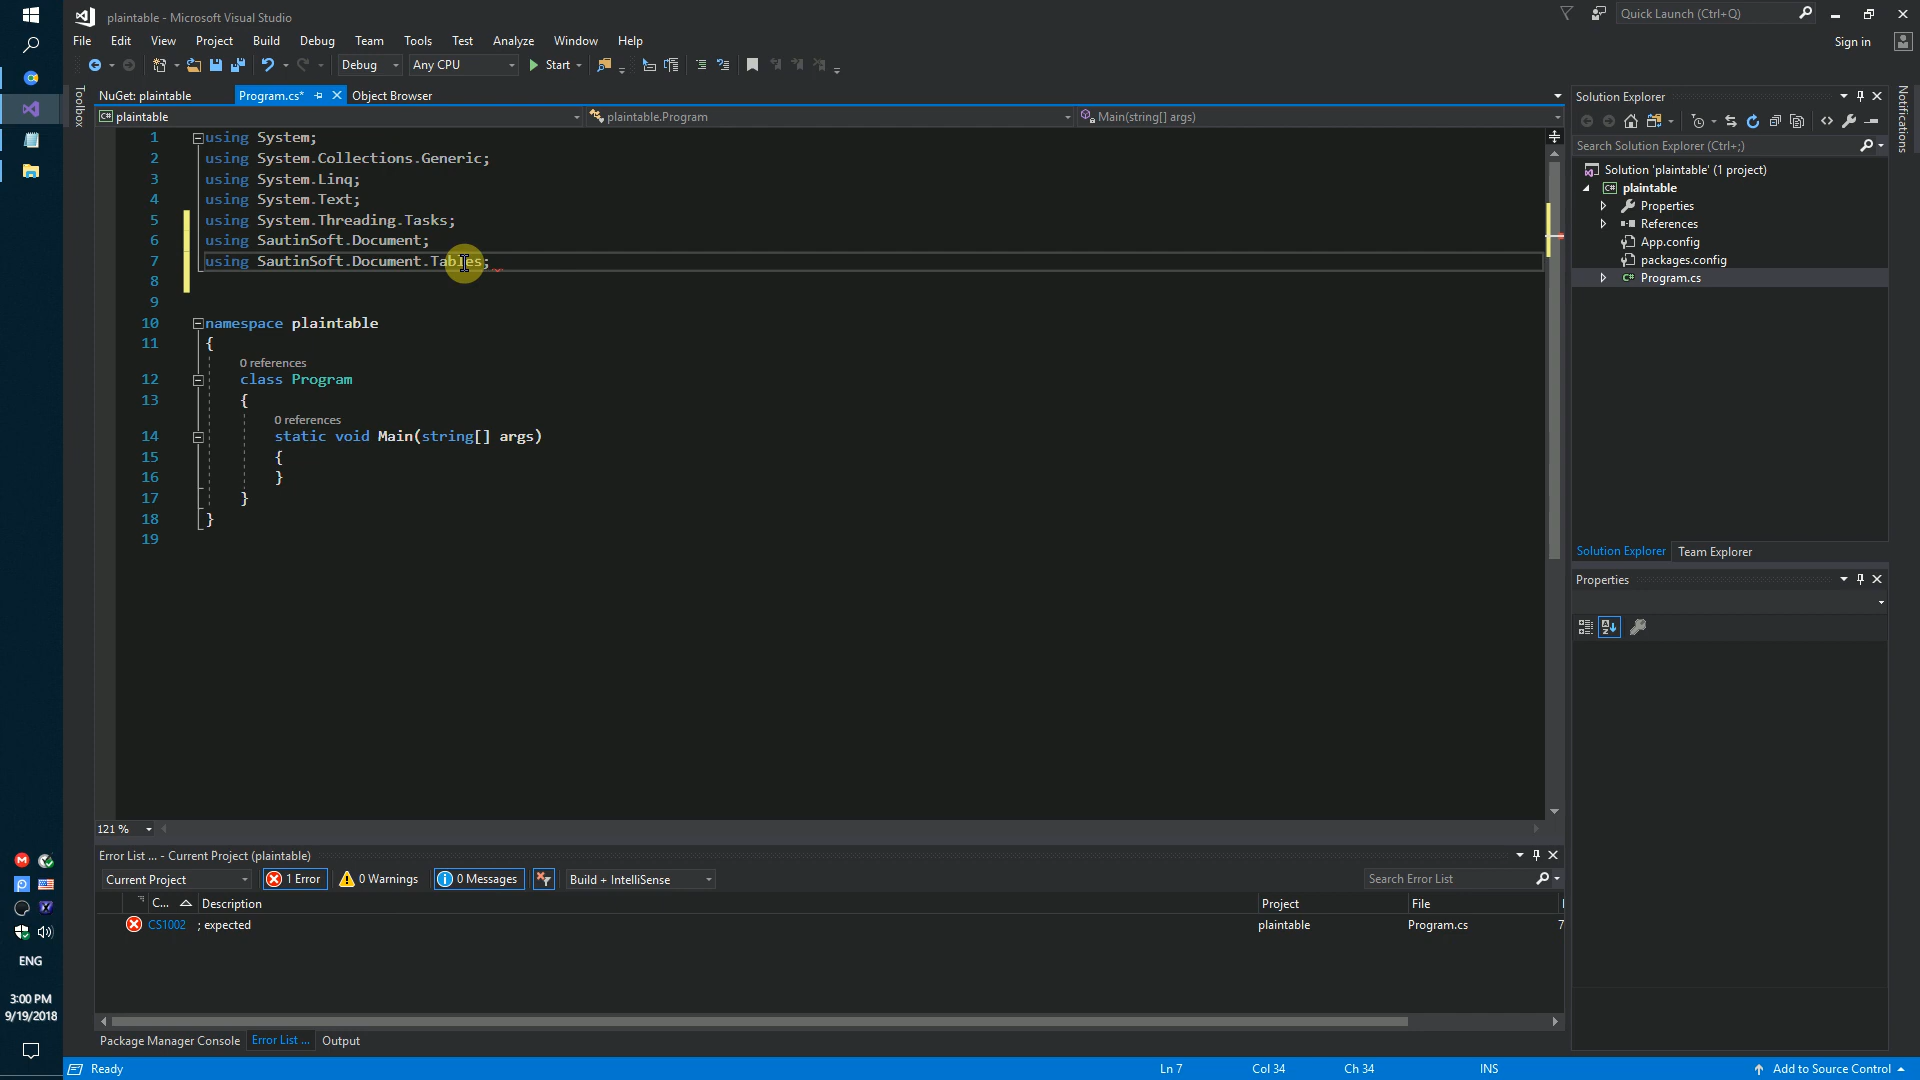 plaintable - Microsoft Visual Studio
Quick Launch (Ctrl+Q)
File Edit View Project Build Debug Team Tools Test Analyze Window Help
Sign in
Debug Any CPU Start
Toolbox
NuGet: plaintable Program.cs* Object Browser
C# plaintable plaintable.Program Main(string[] args)
1 using System;
2 using System.Collections.Generic;
3 using System.Linq;
4 using System.Text;
5 using System.Threading.Tasks;
6 using SautinSoft.Document;
7 using SautinSoft.Document.Tables;
8
9
10 namespace plaintable
11 {
0 references
12 class Program
13 {
0 references
14 static void Main(string[] args)
15 {
16 }
17 }
18 }
19
121 %
Solution Explorer
Search Solution Explorer (Ctrl+;)
Solution 'plaintable' (1 project)
C# plaintable
Properties
References
App.config
packages.config
C# Program.cs
Solution Explorer Team Explorer
Properties
Notifications
Error List ... - Current Project (plaintable)
Current Project 1 Error 0 Warnings 0 Messages Build + IntelliSense Search Error List
C... Description Project File
CS1002 ; expected plaintable Program.cs 7
Package Manager Console Error List ... Output
ENG
3:00 PM
9/19/2018
Ready Ln 7 Col 34 Ch 34 INS Add to Source Control